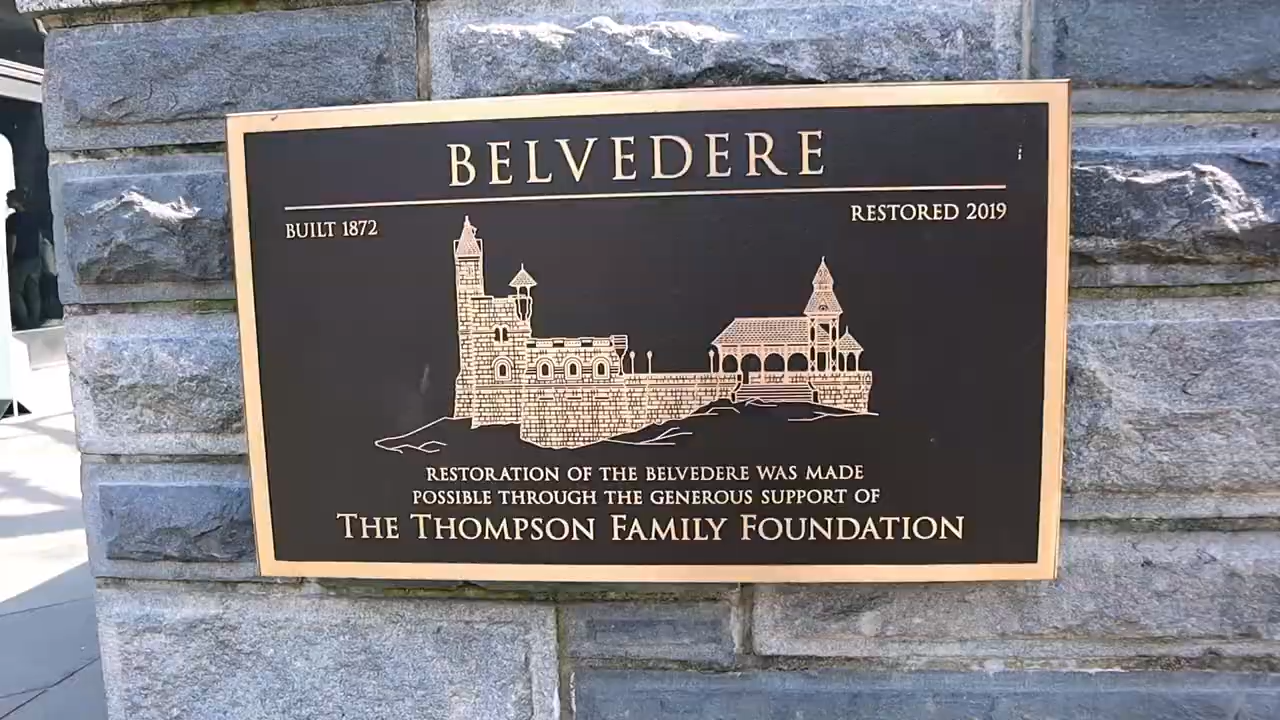 BELVEDERE
BUILT 1872
RESTORED 2019
RESTORATION OF THE BELVEDERE WAS MADE
POSSIBLE THROUGH THE GENEROUS SUPPORT OF
THE THOMPSON FAMILY FOUNDATION